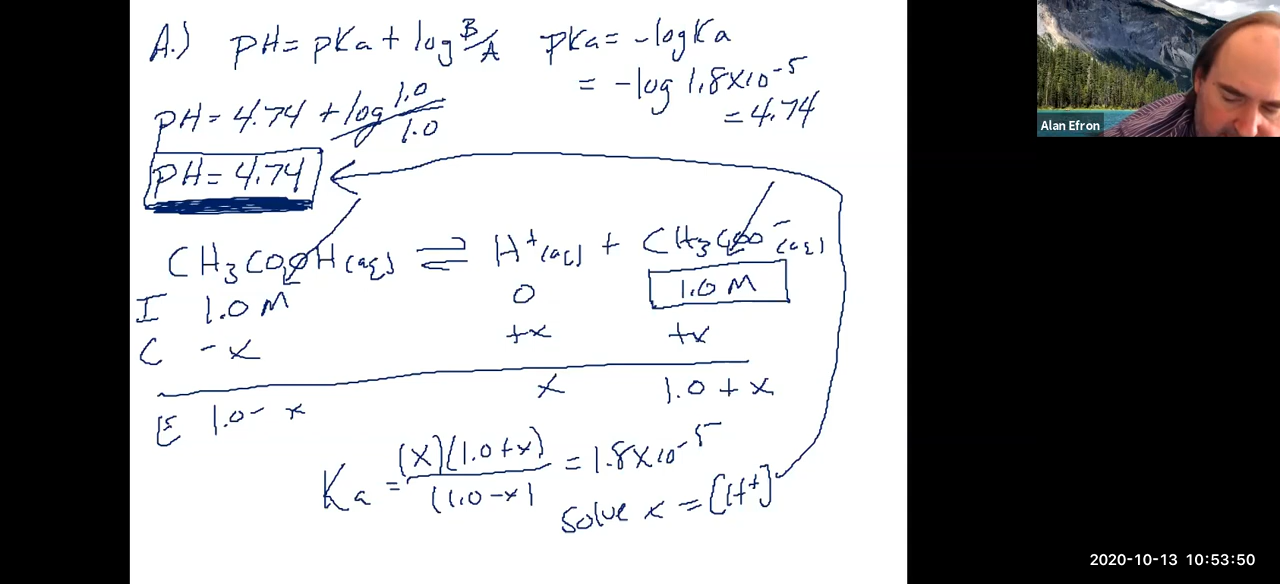 A.) pH = pKa + log B/A pKa = -log Ka
= -log 1.8x10⁻⁵
= 4.74
pH = 4.74 + log 1.0/1.0
pH = 4.74
CH₃COOH(aq) ⇌ H⁺(aq) + CH₃COO⁻(aq)
I 1.0 M 0 1.0 M
C -x +x +x
E 1.0 - x x 1.0 + x
Ka = (x)(1.0+x)/(1.0-x) = 1.8x10⁻⁵
solve x = [H⁺]
Alan Efron
2020-10-13 10:53:50